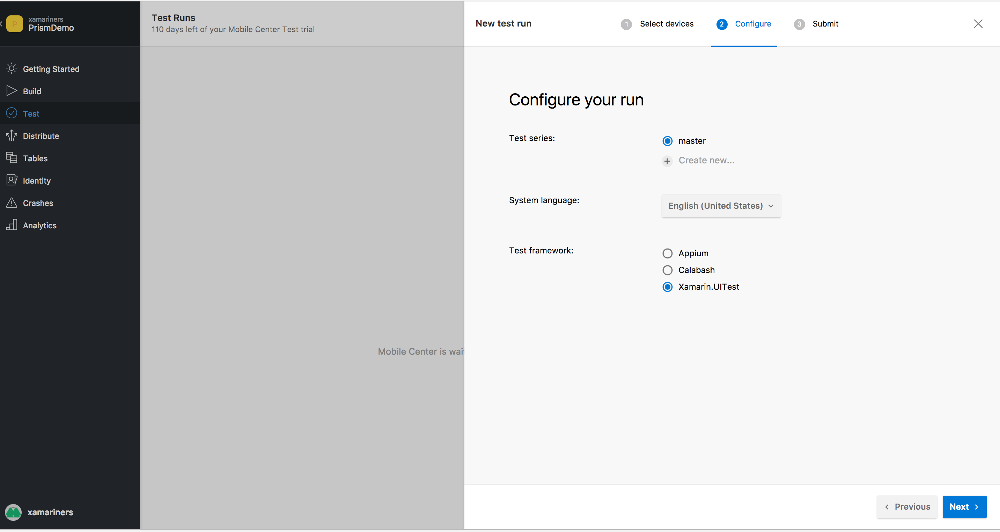 P
xamariners
PrismDemo
Getting Started
Build
Test
Distribute
Tables
Identity
Crashes
Analytics
xamariners
Test Runs
110 days left of your Mobile Center Test trial
Mobile Center is wait
New test run
1 Select devices
2 Configure
3 Submit
Configure your run
Test series:
master
Create new...
System language:
English (United States)
Test framework:
Appium
Calabash
Xamarin.UITest
Previous
Next